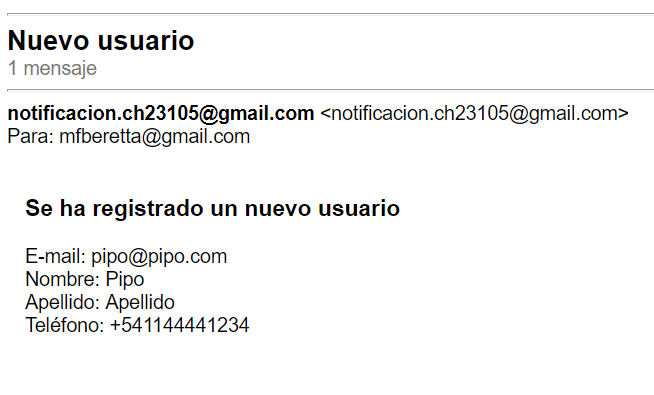 Nuevo usuario
1 mensaje
notificacion.ch23105@gmail.com <notificacion.ch23105@gmail.com>
Para: mfberetta@gmail.com
Se ha registrado un nuevo usuario
E-mail: pipo@pipo.com
Nombre: Pipo
Apellido: Apellido
Teléfono: +541144441234